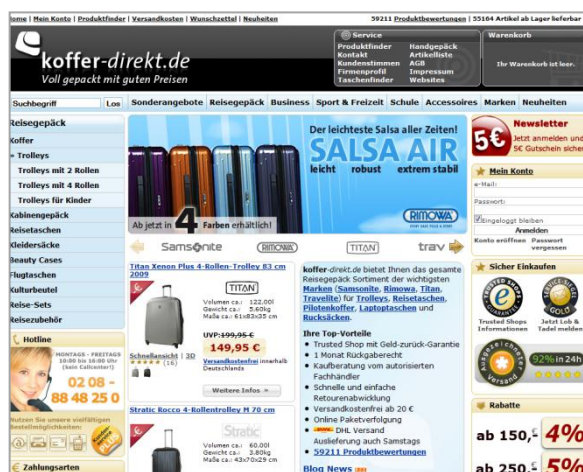 Home | Mein Konto | Produktfinder | Versandkosten | Wunschzettel | Neuheiten
59211 Produktbewertungen | 55164 Artikel ab Lager lieferbar
koffer-direkt.de
Voll gepackt mit guten Preisen
Service
Produktfinder Handgepäck
Kontakt Artikelliste
Kundenstimmen AGB
Firmenprofil Impressum
Taschenfinder Websites
Warenkorb
Ihr Warenkorb ist leer.
Suchbegriff Los
Sonderangebote Reisegepäck Business Sport & Freizeit Schule Accessoires Marken Neuheiten
Reisegepäck
Koffer
» Trolleys
Trolleys mit 2 Rollen
Trolleys mit 4 Rollen
Trolleys für Kinder
Kabinengepäck
Reisetaschen
Kleidersäcke
Beauty Cases
Flugtaschen
Kulturbeutel
Reise-Sets
Reisezubehör
Hotline
MONTAGS - FREITAGS
10:00 bis 16:00 Uhr
(kein Callcenter!)
02 08 -
88 48 25 0
Nutzen Sie unsere vielfältigen
Bestellmöglichkeiten:
Zahlungsarten
Der leichteste Salsa aller Zeiten!
SALSA AIR
leicht robust extrem stabil
Ab jetzt in 4 Farben erhältlich!
RIMOWA
Samsonite RIMOWA TITAN trav
Titan Xenon Plus 4-Rollen-Trolley 83 cm
2009
TITAN
Volumen ca.: 122,00l
Gewicht ca.: 5,60kg
Maße ca.: 61x83x35 cm
UVP:199,95 €
149,95 €
Versandkostenfrei innerhalb
Deutschlands
Schnellansicht | 3D
★★★★★ (16)
Weitere Infos »
Stratic Rocco 4-Rollentrolley M 70 cm
Stratic
Volumen ca.: 60,00l
Gewicht ca.: 3,80kg
Maße ca.: 43x70x29 cm
koffer-direkt.de bietet Ihnen das gesamte
Reisegepäck Sortiment der wichtigsten
Marken (Samsonite, Rimowa, Titan,
Travelite) für Trolleys, Reisetaschen,
Pilotenkoffer, Laptoptaschen und
Rucksäcken.
Ihre Top-Vorteile
Trusted Shop mit Geld-zurück-Garantie
1 Monat Rückgaberecht
Kaufberatung vom autorisierten
Fachhändler
Schnelle und einfache
Retourenabwicklung
Versandkostenfrei ab 20 €
Online Paketverfolgung
DHL Versand
Auslieferung auch Samstags
59211 Produktbewertungen
Blog News
5€
Newsletter
Jetzt anmelden und
5€ Gutschein sichern
Mein Konto
e-Mail:
Passwort:
Eingeloggt bleiben
Anmelden
Konto eröffnen Passwort
vergessen
Sicher Einkaufen
Trusted Shops Jetzt Lob &
Informationen Tadel melden
92% in 24h
Rabatte
ab 150,- 4%
ab 250,- 5%